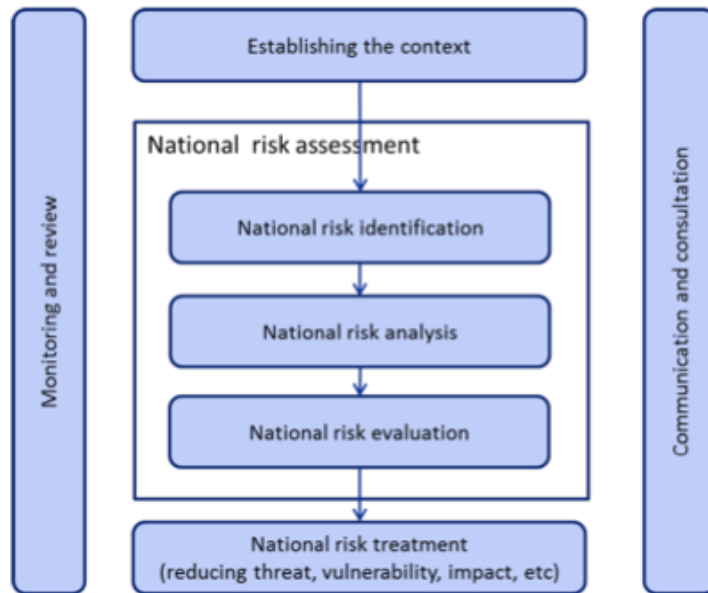 Establishing the context
National risk assessment
National risk identification
National risk analysis
National risk evaluation
National risk treatment
(reducing threat, vulnerability, impact, etc)
Monitoring and review
Communication and consultation